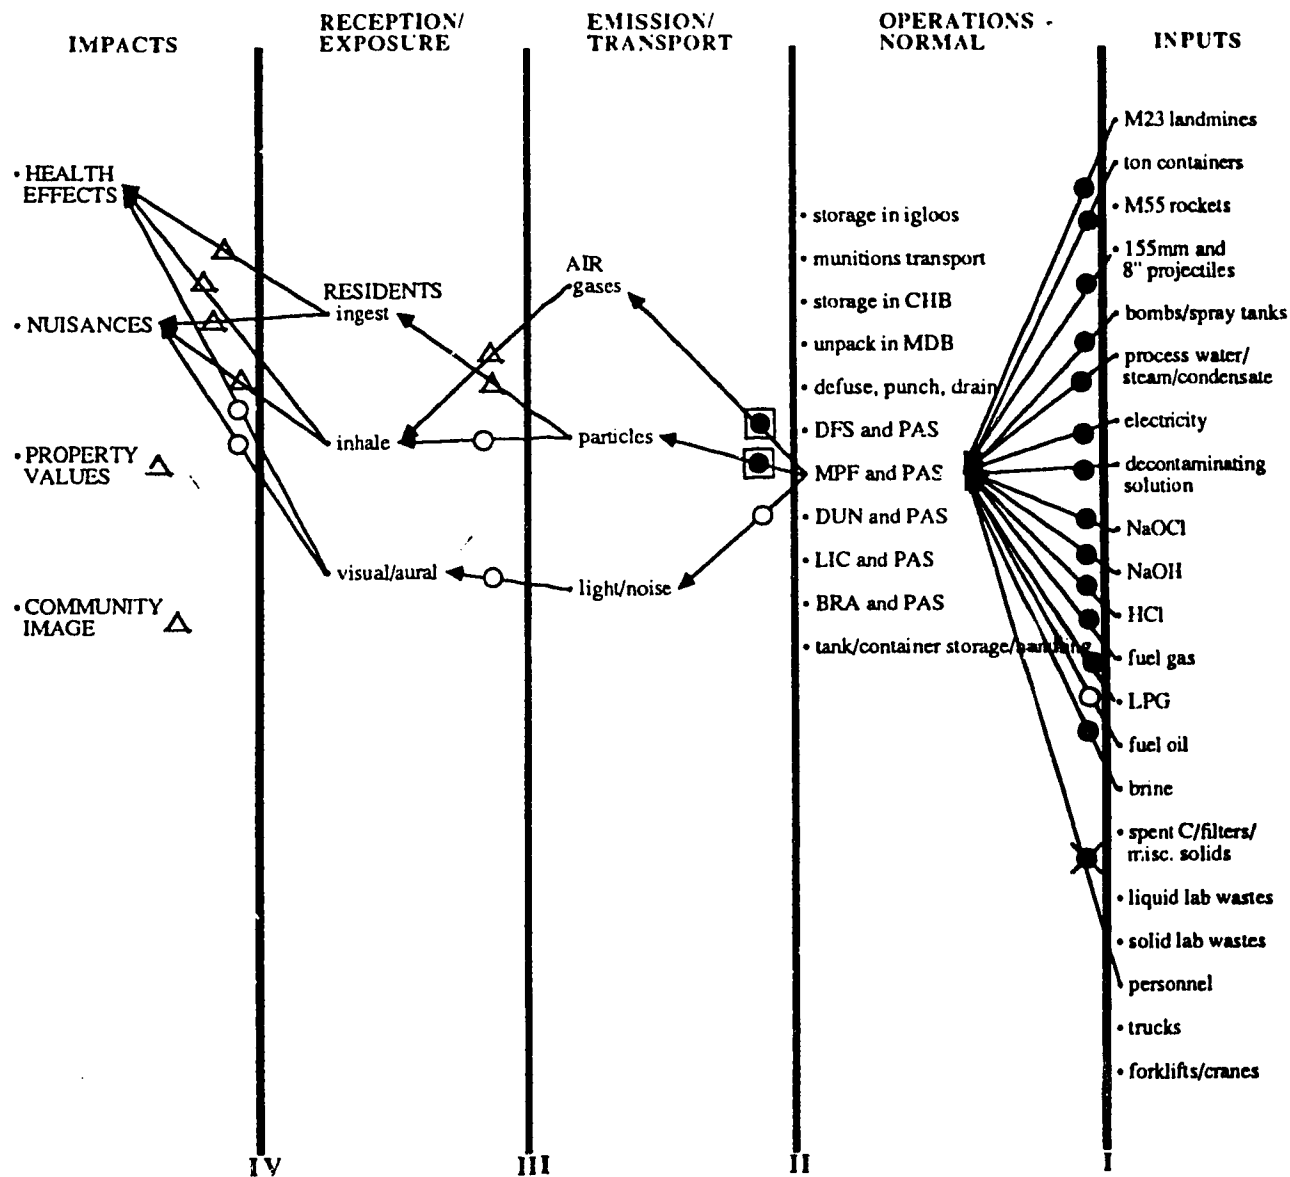 IMPACTS
RECEPTION/
EXPOSURE
EMISSION/
TRANSPORT
OPERATIONS -
NORMAL
INPUTS
• HEALTH
EFFECTS
• NUISANCES
• PROPERTY
VALUES
• COMMUNITY
IMAGE
RESIDENTS
• ingest
• inhale
• visual/aural
AIR
• gases
• particles
• light/noise
• storage in igloos
• munitions transport
• storage in CHB
• unpack in MDB
• defuse, punch, drain
• DFS and PAS
• MPF and PAS
• DUN and PAS
• LIC and PAS
• BRA and PAS
• tank/container storage/handling
• M23 landmines
• ton containers
• M55 rockets
• 155mm and
8" projectiles
• bombs/spray tanks
• process water/
steam/condensate
• electricity
• decontaminating
solution
• NaOCl
• NaOH
• HCl
• fuel gas
• LPG
• fuel oil
• brine
• spent C/filters/
misc. solids
• liquid lab wastes
• solid lab wastes
• personnel
• trucks
• forklifts/cranes
IV
III
II
I